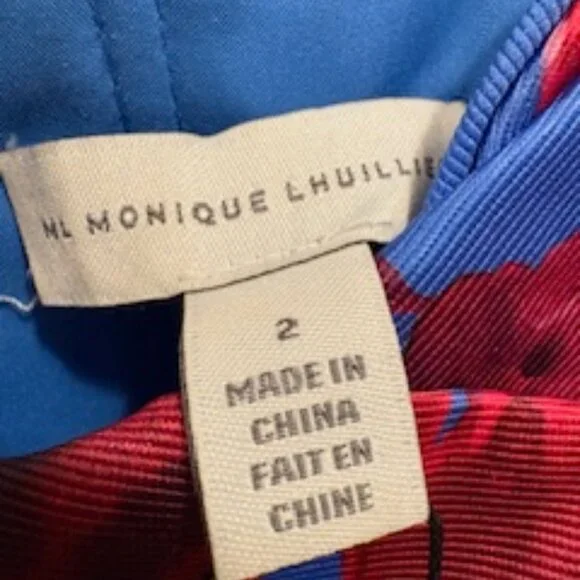 ML MONIQUE LHUILLIE
2
MADE IN
CHINA
FAIT EN
CHINE